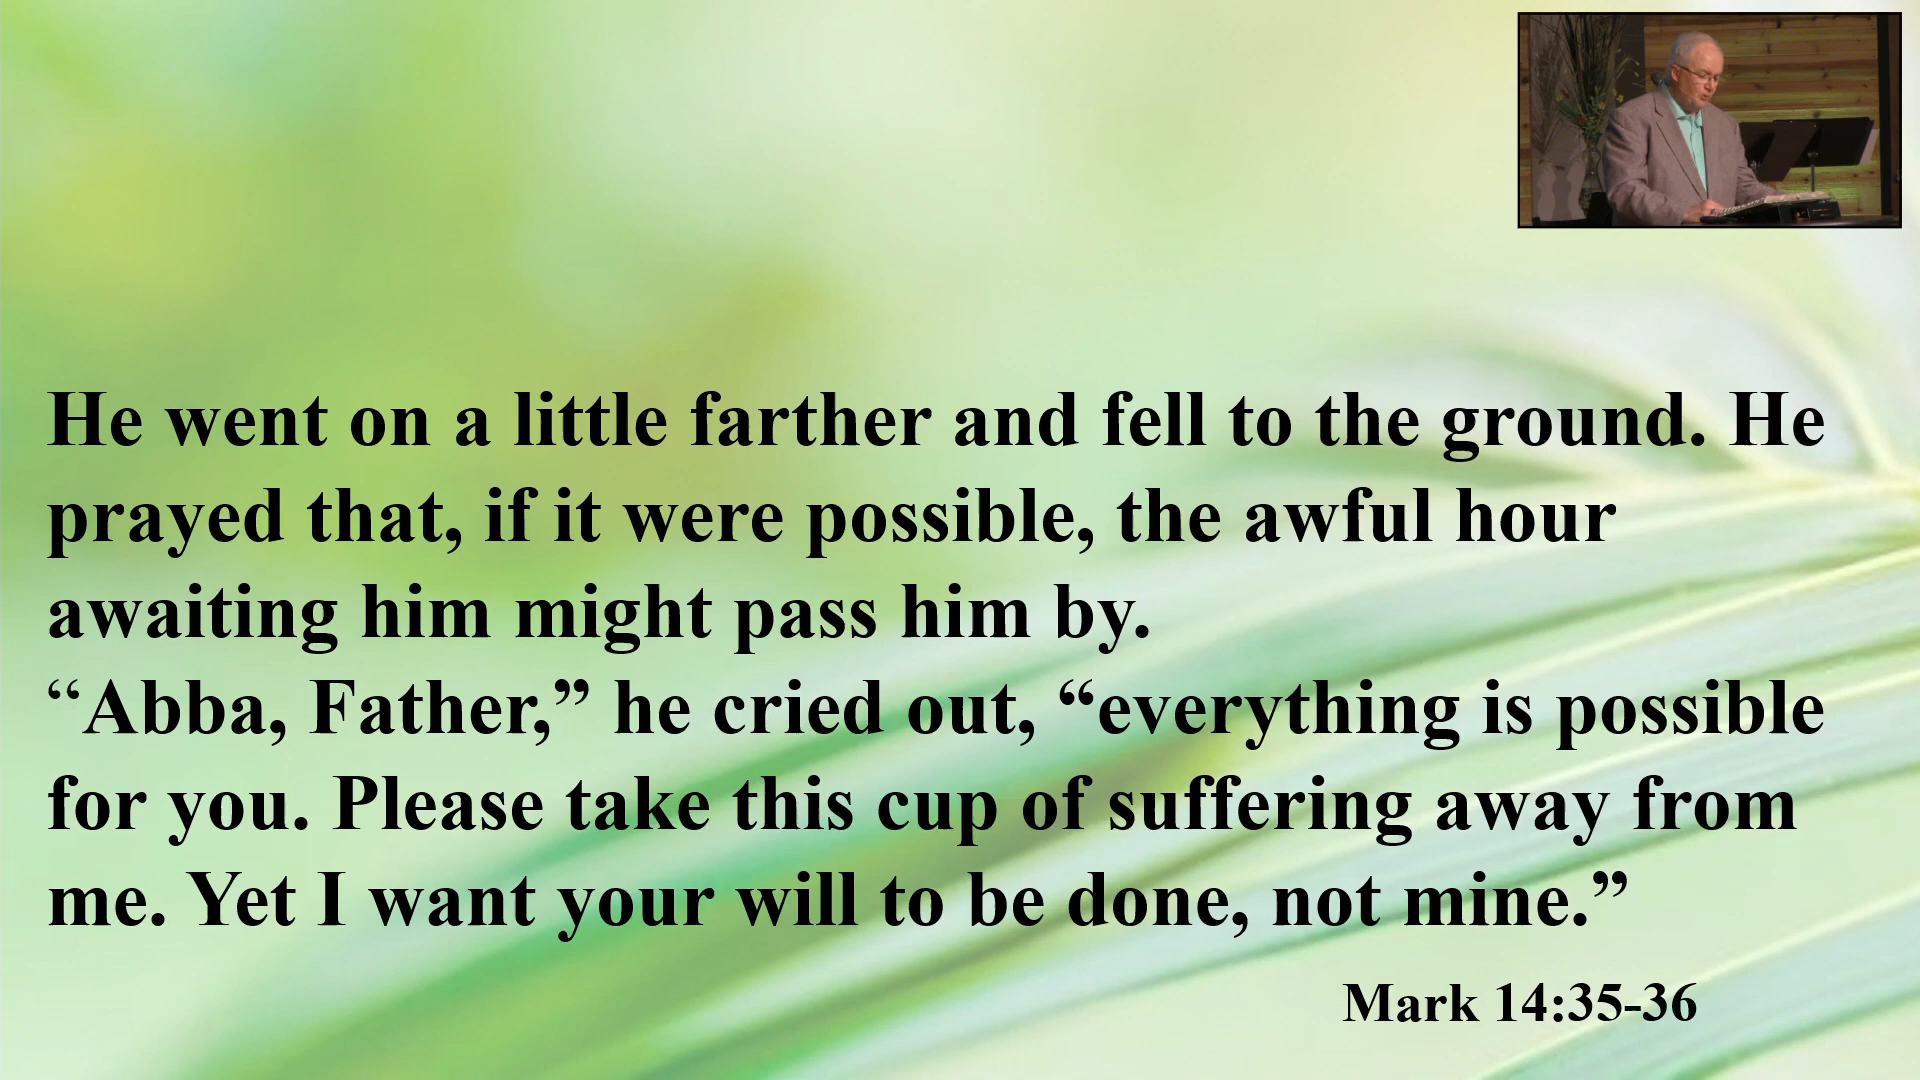 He went on a little farther and fell to the ground. He
prayed that, if it were possible, the awful hour
awaiting him might pass him by.
“Abba, Father,” he cried out, “everything is possible
for you. Please take this cup of suffering away from
me. Yet I want your will to be done, not mine.”
Mark 14:35-36